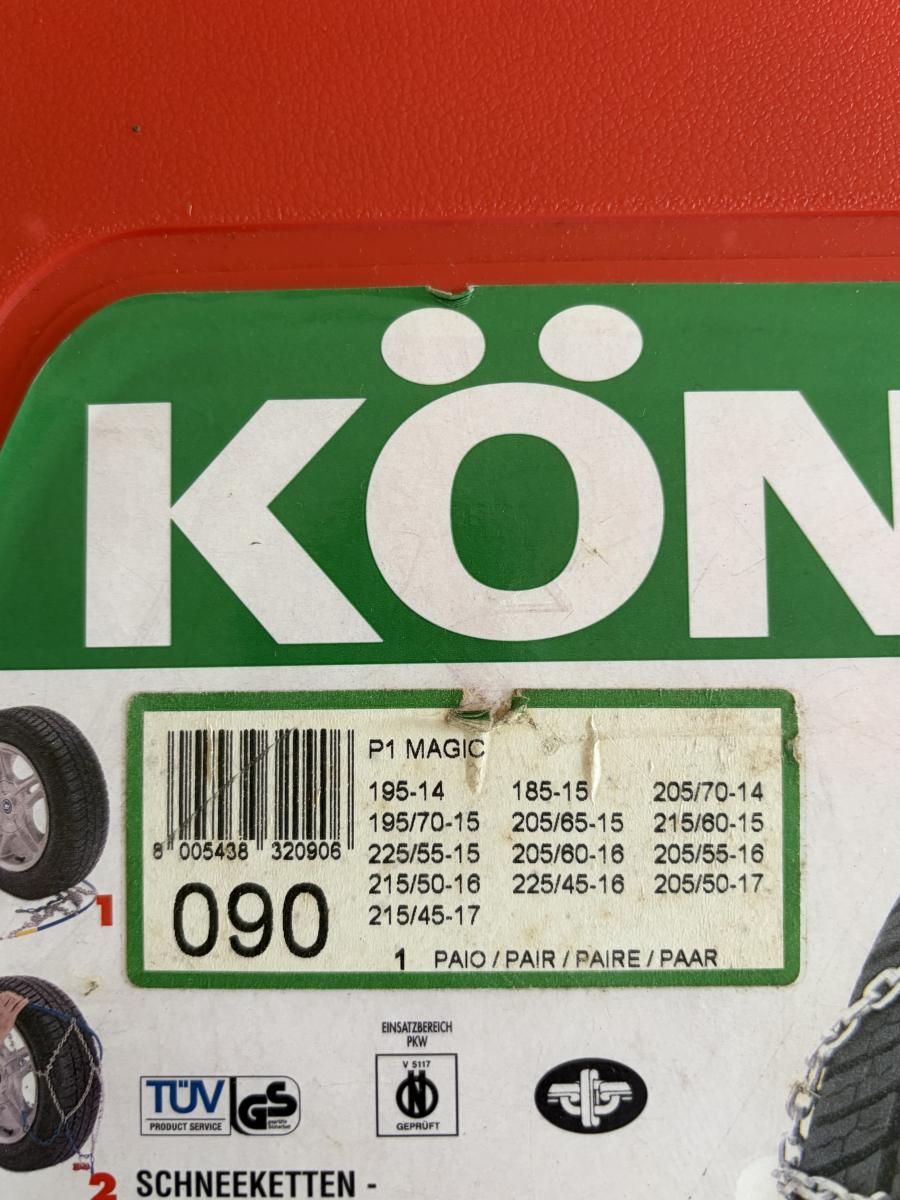 KÖN
P1 MAGIC
195-14 185-15 205/70-14
195/70-15 205/65-15 215/60-15
225/55-15 205/60-16 205/55-16
215/50-16 225/45-16 205/50-17
215/45-17
8 005438 320906
090
1 PAIO / PAIR / PAIRE / PAAR
1
EINSATZBEREICH
PKW
V 5117
GEPRÜFT
TÜV
PRODUCT SERVICE
GS
geprüfte
Sicherheit
2 SCHNEEKETTEN -